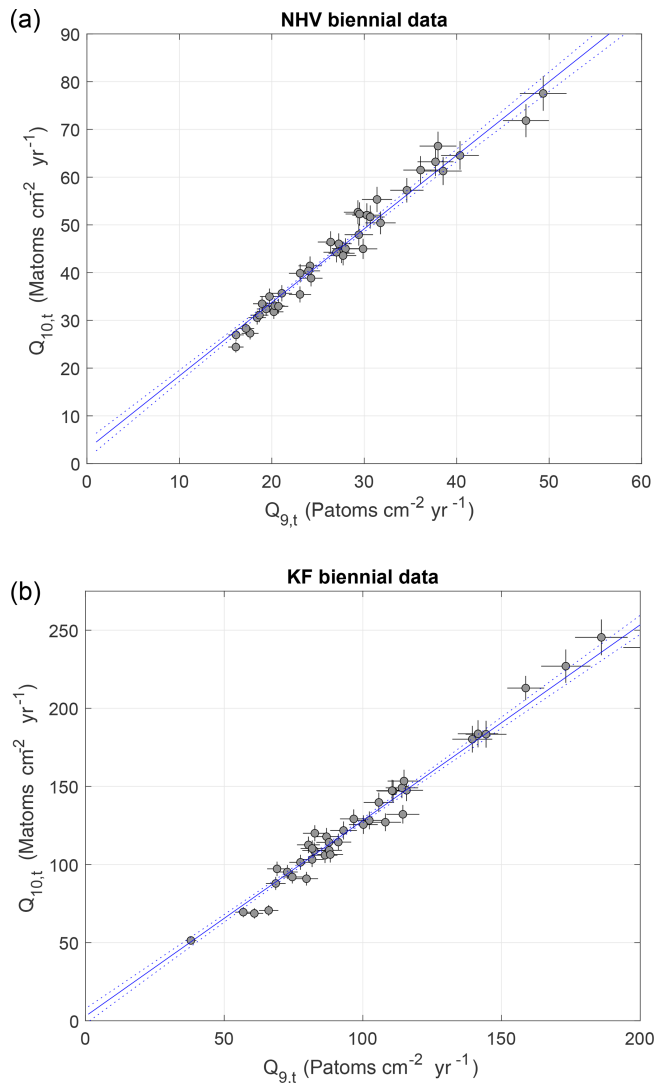 (a)
NHV biennial data
90
80
70
60
50
40
30
20
10
0
Q10,t (Matoms cm-2 yr-1)
0 10 20 30 40 50 60
Q9,t (Patoms cm-2 yr-1)
(b)
KF biennial data
250
200
150
100
50
0
Q10,t (Matoms cm-2 yr-1)
0 50 100 150 200
Q9,t (Patoms cm-2 yr-1)